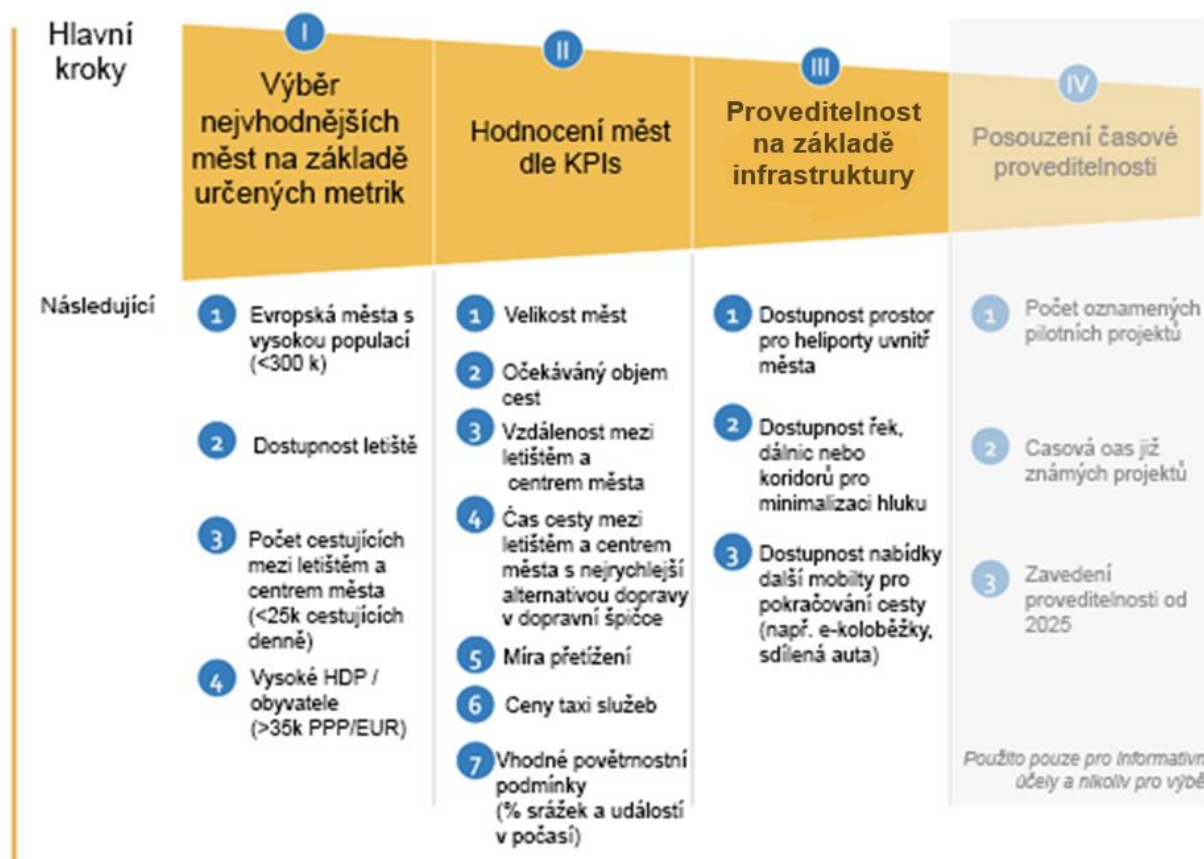 Hlavní
kroky
I
Výběr
nejvhodnějších
měst na základě
určených metrik
II
Hodnocení měst
dle KPIs
III
Proveditelnost
na základě
infrastruktury
IV
Posouzení časové
proveditelnosti
Následující
1 Evropská města s
vysokou populací
(<300 k)
2 Dostupnost letiště
3 Počet cestujících
mezi letištěm a
centrem města
(<25k cestujících
denně)
4 Vysoké HDP /
obyvatele
(>35k PPP/EUR)
1 Velikost měst
2 Očekáváný objem
cest
3 Vzdálenost mezi
letištěm a
centrem města
4 Čas cesty mezi
letištěm a centrem
města s nejrychlejší
alternativou dopravy
v dopravní špičce
5 Míra přetížení
6 Ceny taxi služeb
7 Vhodné povětrnostní
podmínky
(% srážek a událostí
v počasí)
1 Dostupnost prostor
pro heliporty uvnitř
města
2 Dostupnost řek,
dálnic nebo
koridorů pro
minimalizaci hluku
3 Dostupnost nabídky
další mobilty pro
pokračování cesty
(např. e-koloběžky,
sdílená auta)
1 Počet oznamených
pilotních projektů
2 Casová oas již
známých projektů
3 Zavedení
proveditelnosti od
2025
Použito pouze pro informativn
účely a nikoliv pro výbě